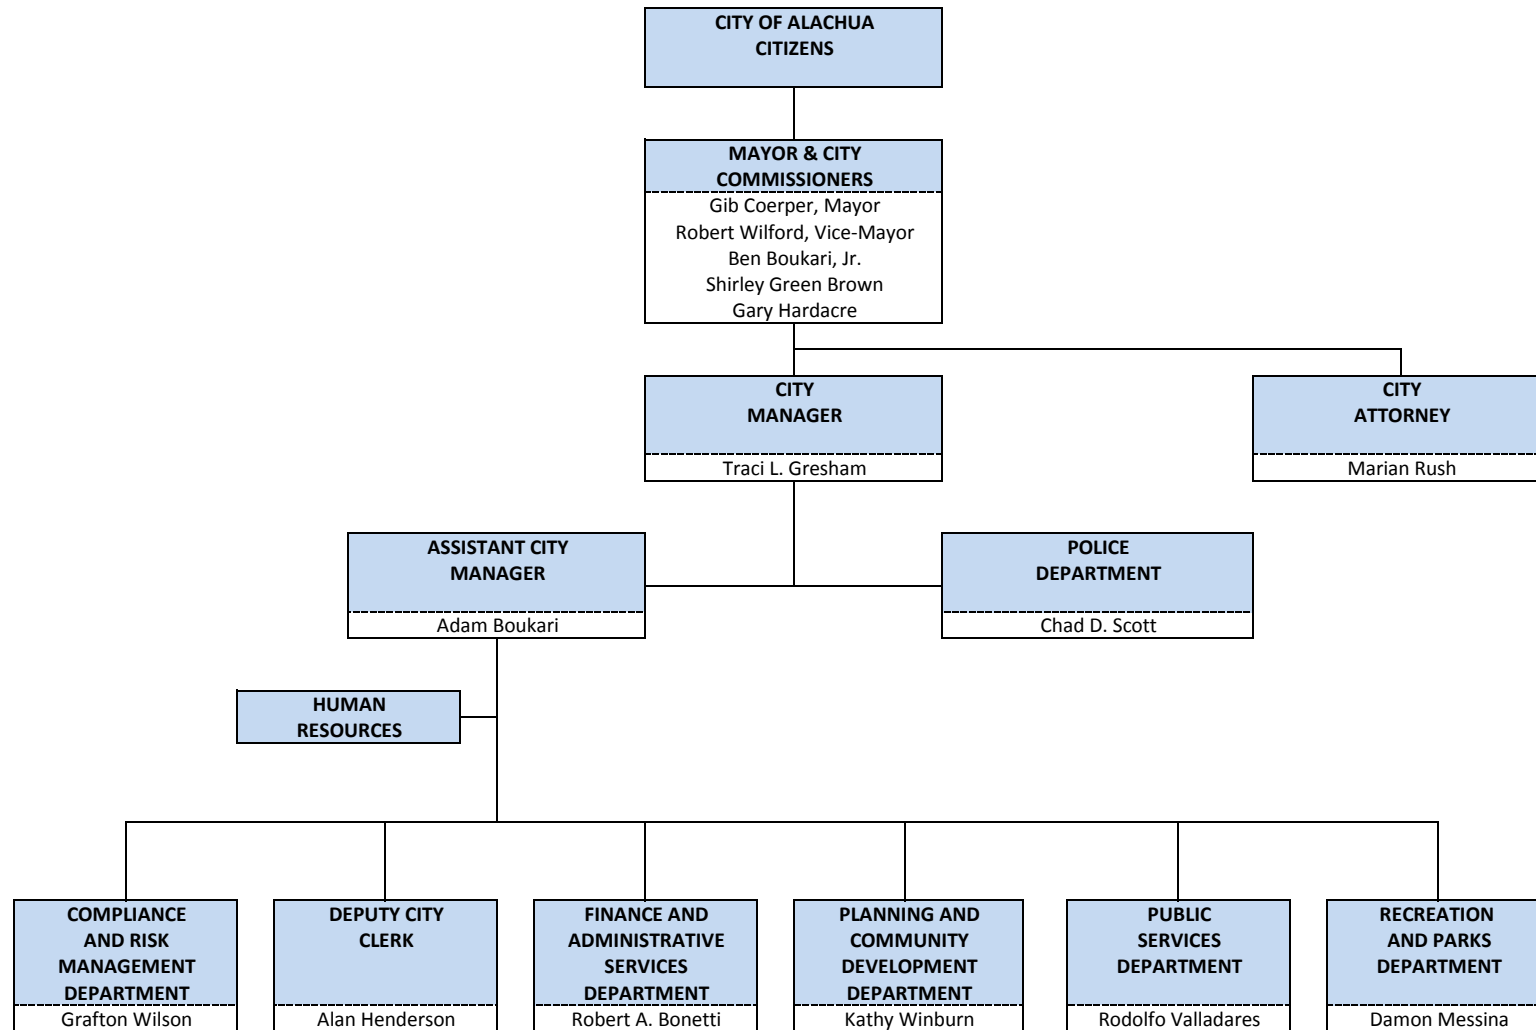 CITY OF ALACHUA
CITIZENS
MAYOR & CITY
COMMISSIONERS
Gib Coerper, Mayor
Robert Wilford, Vice-Mayor
Ben Boukari, Jr.
Shirley Green Brown
Gary Hardacre
CITY
MANAGER
Traci L. Gresham
CITY
ATTORNEY
Marian Rush
ASSISTANT CITY
MANAGER
Adam Boukari
POLICE
DEPARTMENT
Chad D. Scott
HUMAN
RESOURCES
COMPLIANCE
AND RISK
MANAGEMENT
DEPARTMENT
Grafton Wilson
DEPUTY CITY
CLERK
Alan Henderson
FINANCE AND
ADMINISTRATIVE
SERVICES
DEPARTMENT
Robert A. Bonetti
PLANNING AND
COMMUNITY
DEVELOPMENT
DEPARTMENT
Kathy Winburn
PUBLIC
SERVICES
DEPARTMENT
Rodolfo Valladares
RECREATION
AND PARKS
DEPARTMENT
Damon Messina